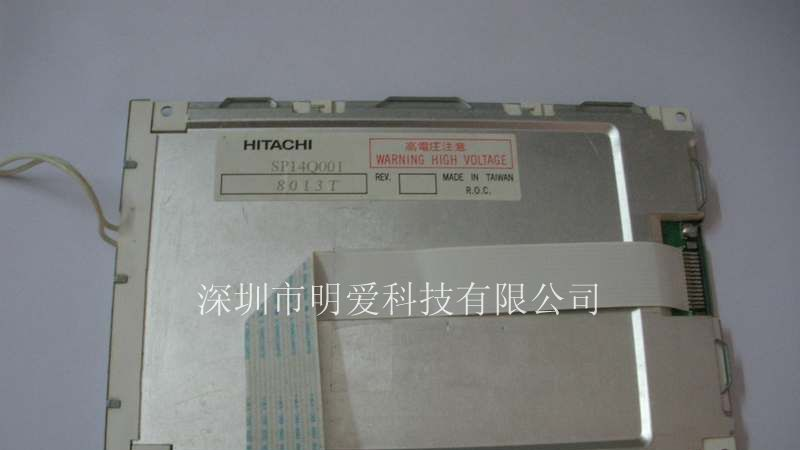 HITACHI
SP14Q001
8013T
高電圧注意
WARNING HIGH VOLTAGE
REV.
MADE IN TAIWAN
R.O.C.
深圳市明爱科技有限公司